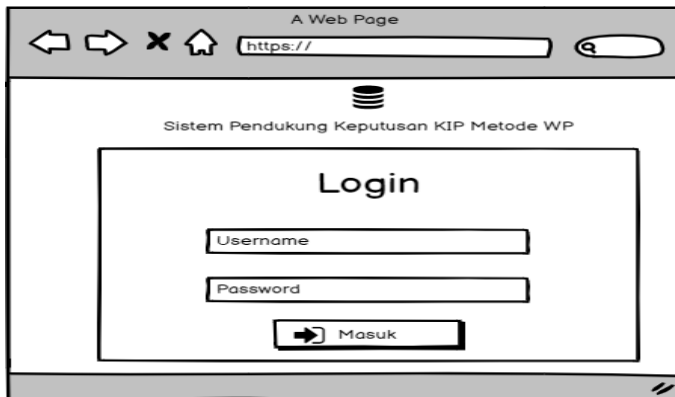 A Web Page
https://
Sistem Pendukung Keputusan KIP Metode WP
Login
Username
Password
Masuk